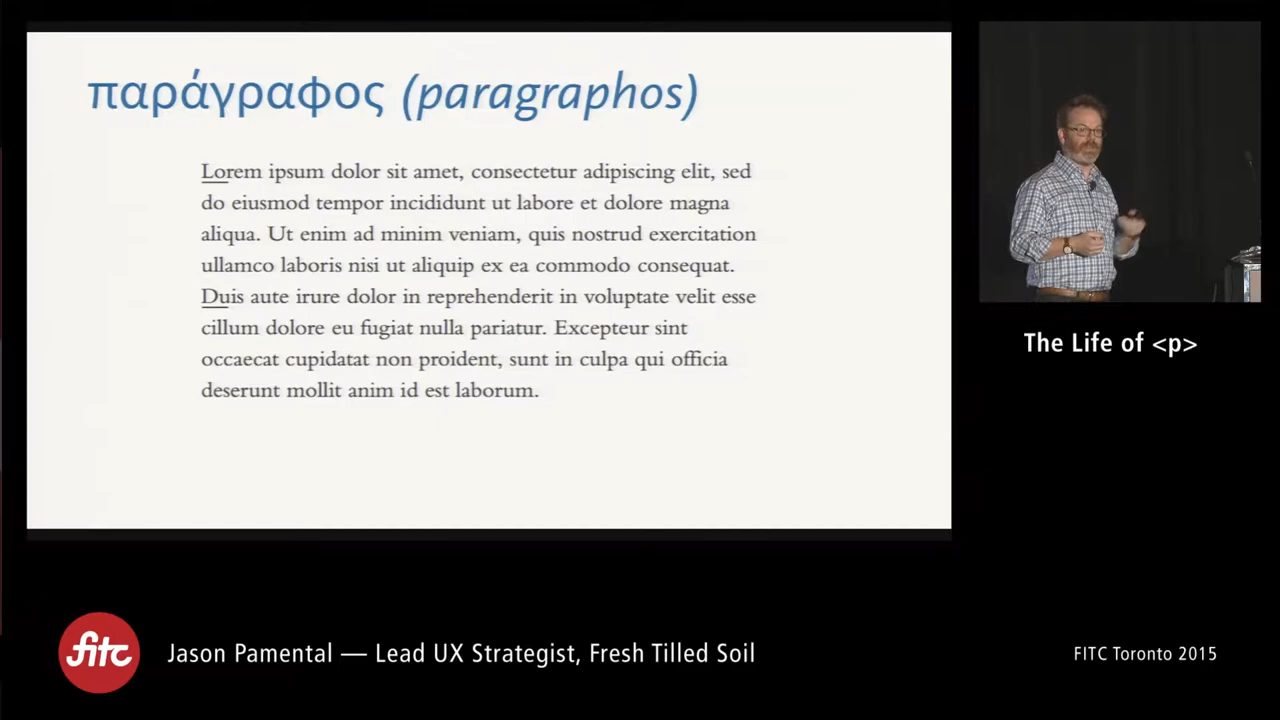 παράγραφος (paragraphos)
Lorem ipsum dolor sit amet, consectetur adipiscing elit, sed
do eiusmod tempor incididunt ut labore et dolore magna
aliqua. Ut enim ad minim veniam, quis nostrud exercitation
ullamco laboris nisi ut aliquip ex ea commodo consequat.
Duis aute irure dolor in reprehenderit in voluptate velit esse
cillum dolore eu fugiat nulla pariatur. Excepteur sint
occaecat cupidatat non proident, sunt in culpa qui officia
deserunt mollit anim id est laborum.
The Life of <p>
fitc
Jason Pamental — Lead UX Strategist, Fresh Tilled Soil
FITC Toronto 2015